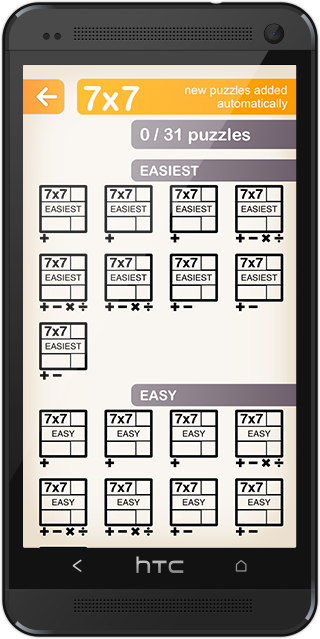 7x7
new puzzles added
automatically
0 / 31 puzzles
EASIEST
7x7 7x7 7x7 7x7
EASIEST EASIEST EASIEST EASIEST
+ + + + − × ÷
7x7 7x7 7x7 7x7
EASIEST EASIEST EASIEST EASIEST
+ − × ÷ + − × ÷ + − + −
7x7
EASIEST
+ −
EASY
7x7 7x7 7x7 7x7
EASY EASY EASY EASY
+ + + + − × ÷
7x7 7x7 7x7 7x7
EASY EASY EASY EASY
+ − × ÷ + − × ÷ + − + −
hTC